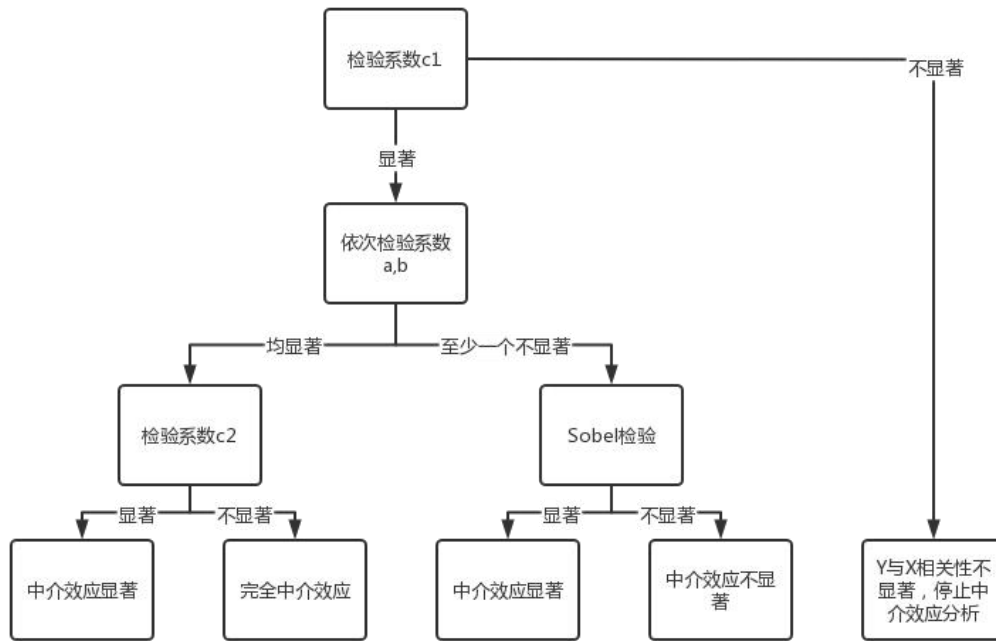 检验系数c1
不显著
显著
依次检验系数
a,b
均显著
至少一个不显著
检验系数c2
Sobel检验
显著
不显著
显著
不显著
中介效应显著
完全中介效应
中介效应显著
中介效应不显
著
Y与X相关性不
显著，停止中
介效应分析